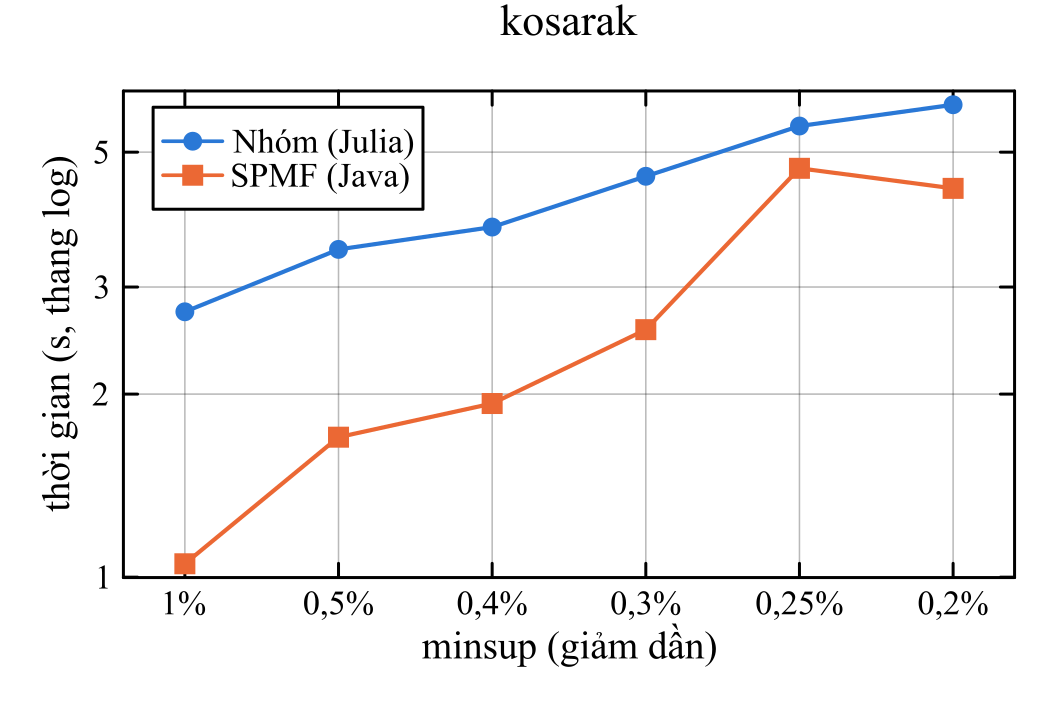 kosarak
Nhóm (Julia)
SPMF (Java)
thời gian (s, thang log)
5
3
2
1
1% 0,5% 0,4% 0,3% 0,25% 0,2%
minsup (giảm dần)